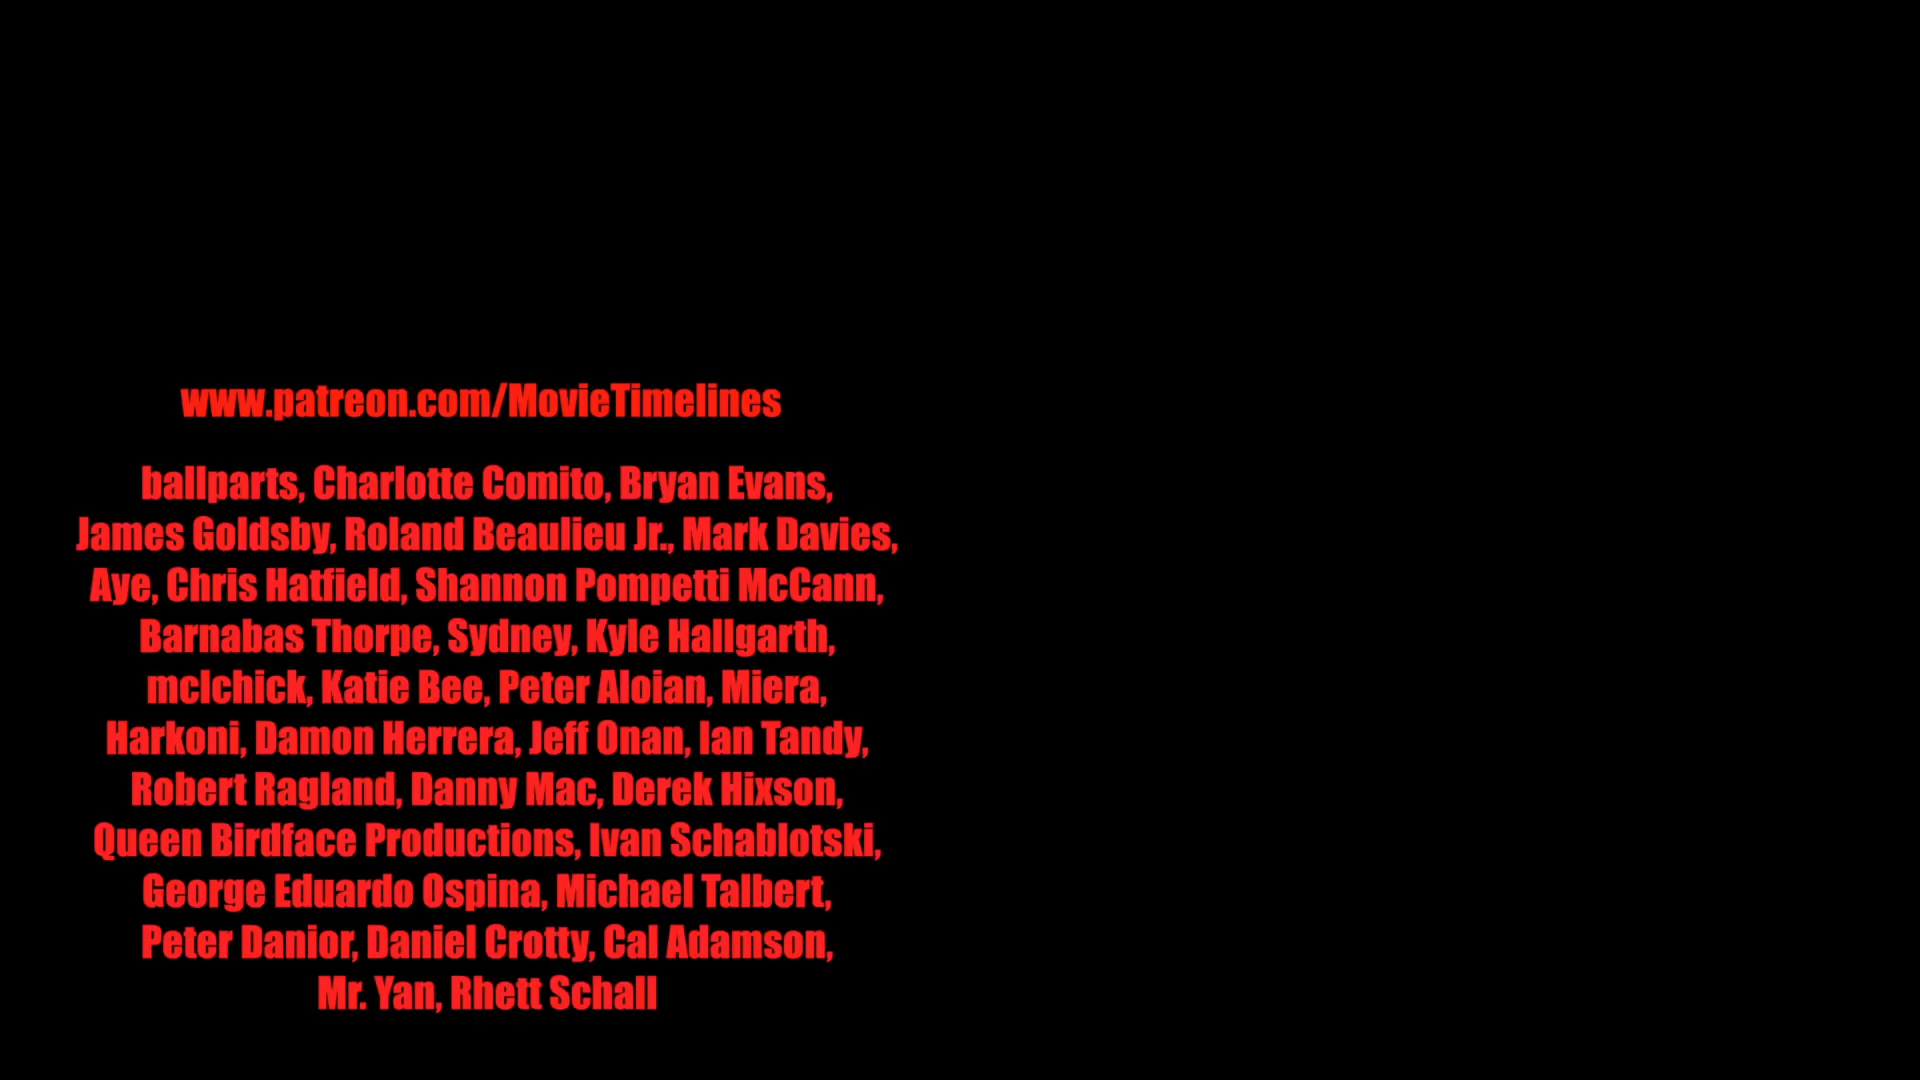 www.patreon.com/MovieTimelines
ballparts, Charlotte Comito, Bryan Evans,
James Goldsby, Roland Beaulieu Jr., Mark Davies,
Aye, Chris Hatfield, Shannon Pompetti McCann,
Barnabas Thorpe, Sydney, Kyle Hallgarth,
mclchick, Katie Bee, Peter Aloian, Miera,
Harkoni, Damon Herrera, Jeff Onan, Ian Tandy,
Robert Ragland, Danny Mac, Derek Hixson,
Queen Birdface Productions, Ivan Schablotski,
George Eduardo Ospina, Michael Talbert,
Peter Danior, Daniel Crotty, Cal Adamson,
Mr. Yan, Rhett Schall